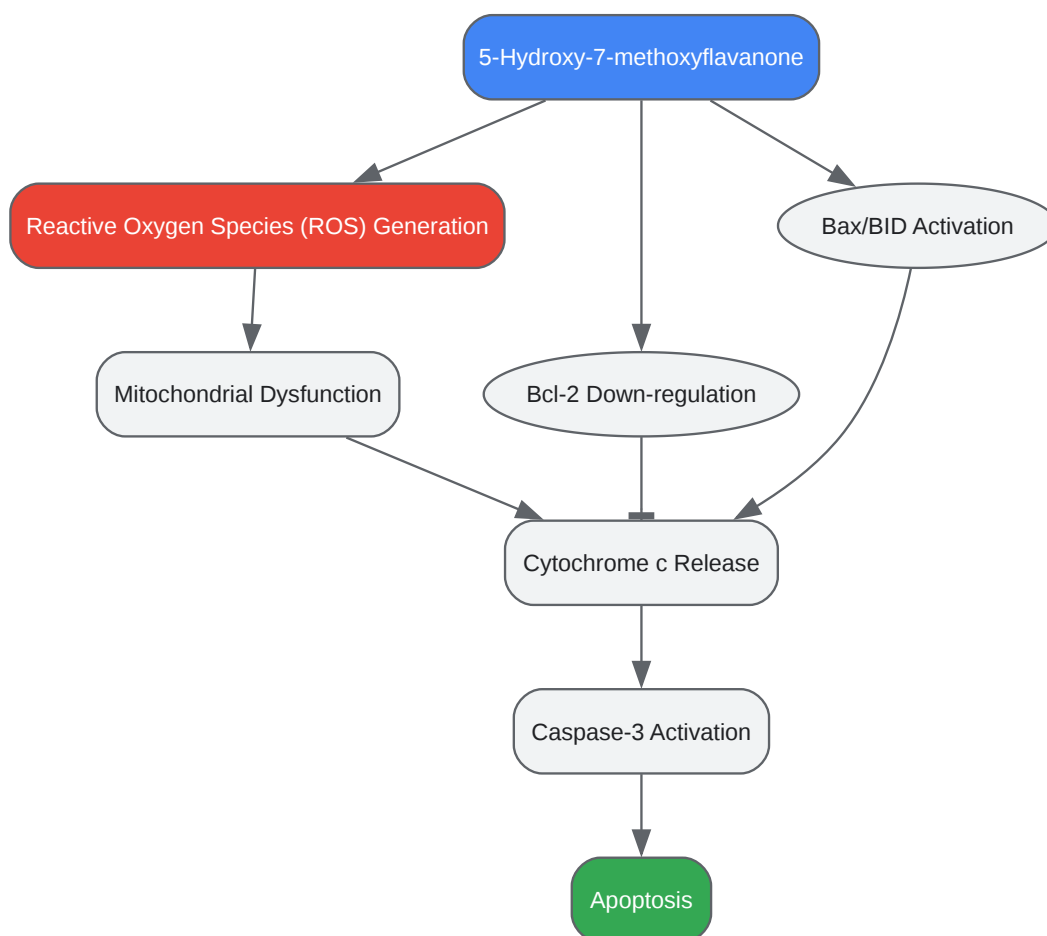 5-Hydroxy-7-methoxyflavanone
Reactive Oxygen Species (ROS) Generation
Bax/BID Activation
Mitochondrial Dysfunction
Bcl-2 Down-regulation
Cytochrome c Release
Caspase-3 Activation
Apoptosis